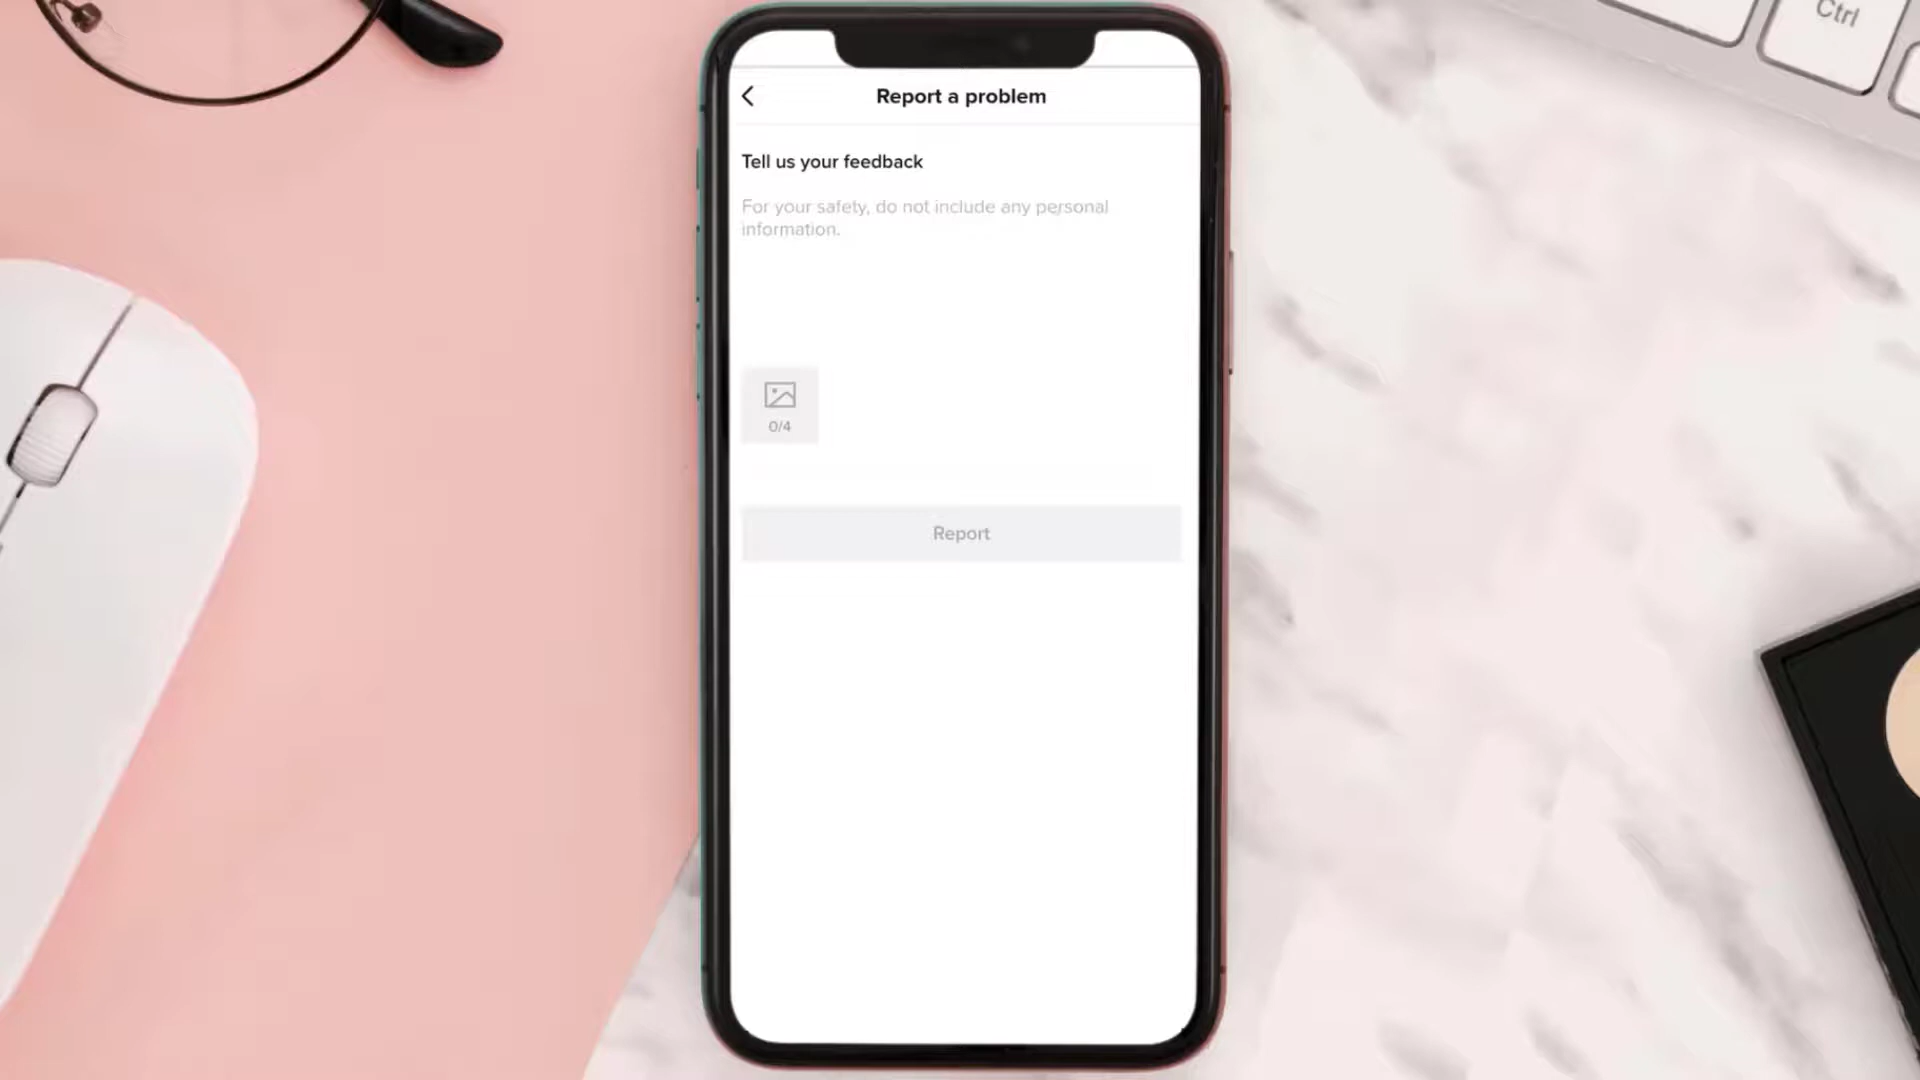 Ctrl
Report a problem
Tell us your feedback
For your safety, do not include any personal
information.
0/4
Report